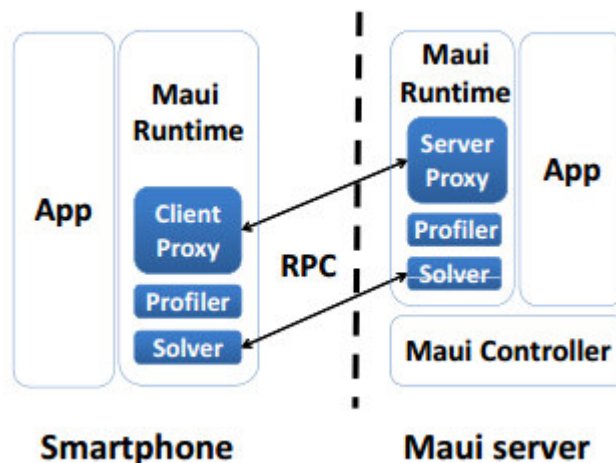 App
Maui
Runtime
Client
Proxy
Profiler
Solver
RPC
Maui
Runtime
Server
Proxy
Profiler
Solver
App
Maui Controller
Smartphone
Maui server